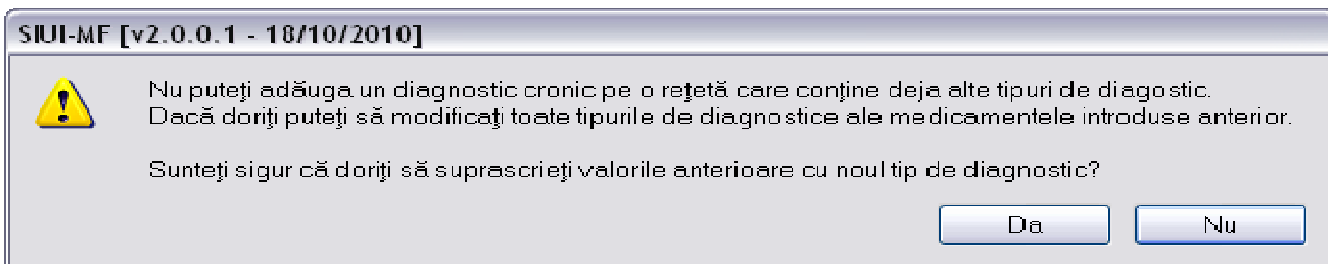 SIUI-MF [v2.0.0.1 - 18/10/2010]
Nu puteţi adăuga un diagnostic cronic pe o reţetă care conţine deja alte tipuri de diagostic.
Dacă doriţi puteţi să modificaţi toate tipurile de diagnostice ale medicamentele introduse anterior.
Sunteţi sigur că doriţi să suprascrieţi valorile anterioare cu noul tip de diagnostic?
Da
Nu